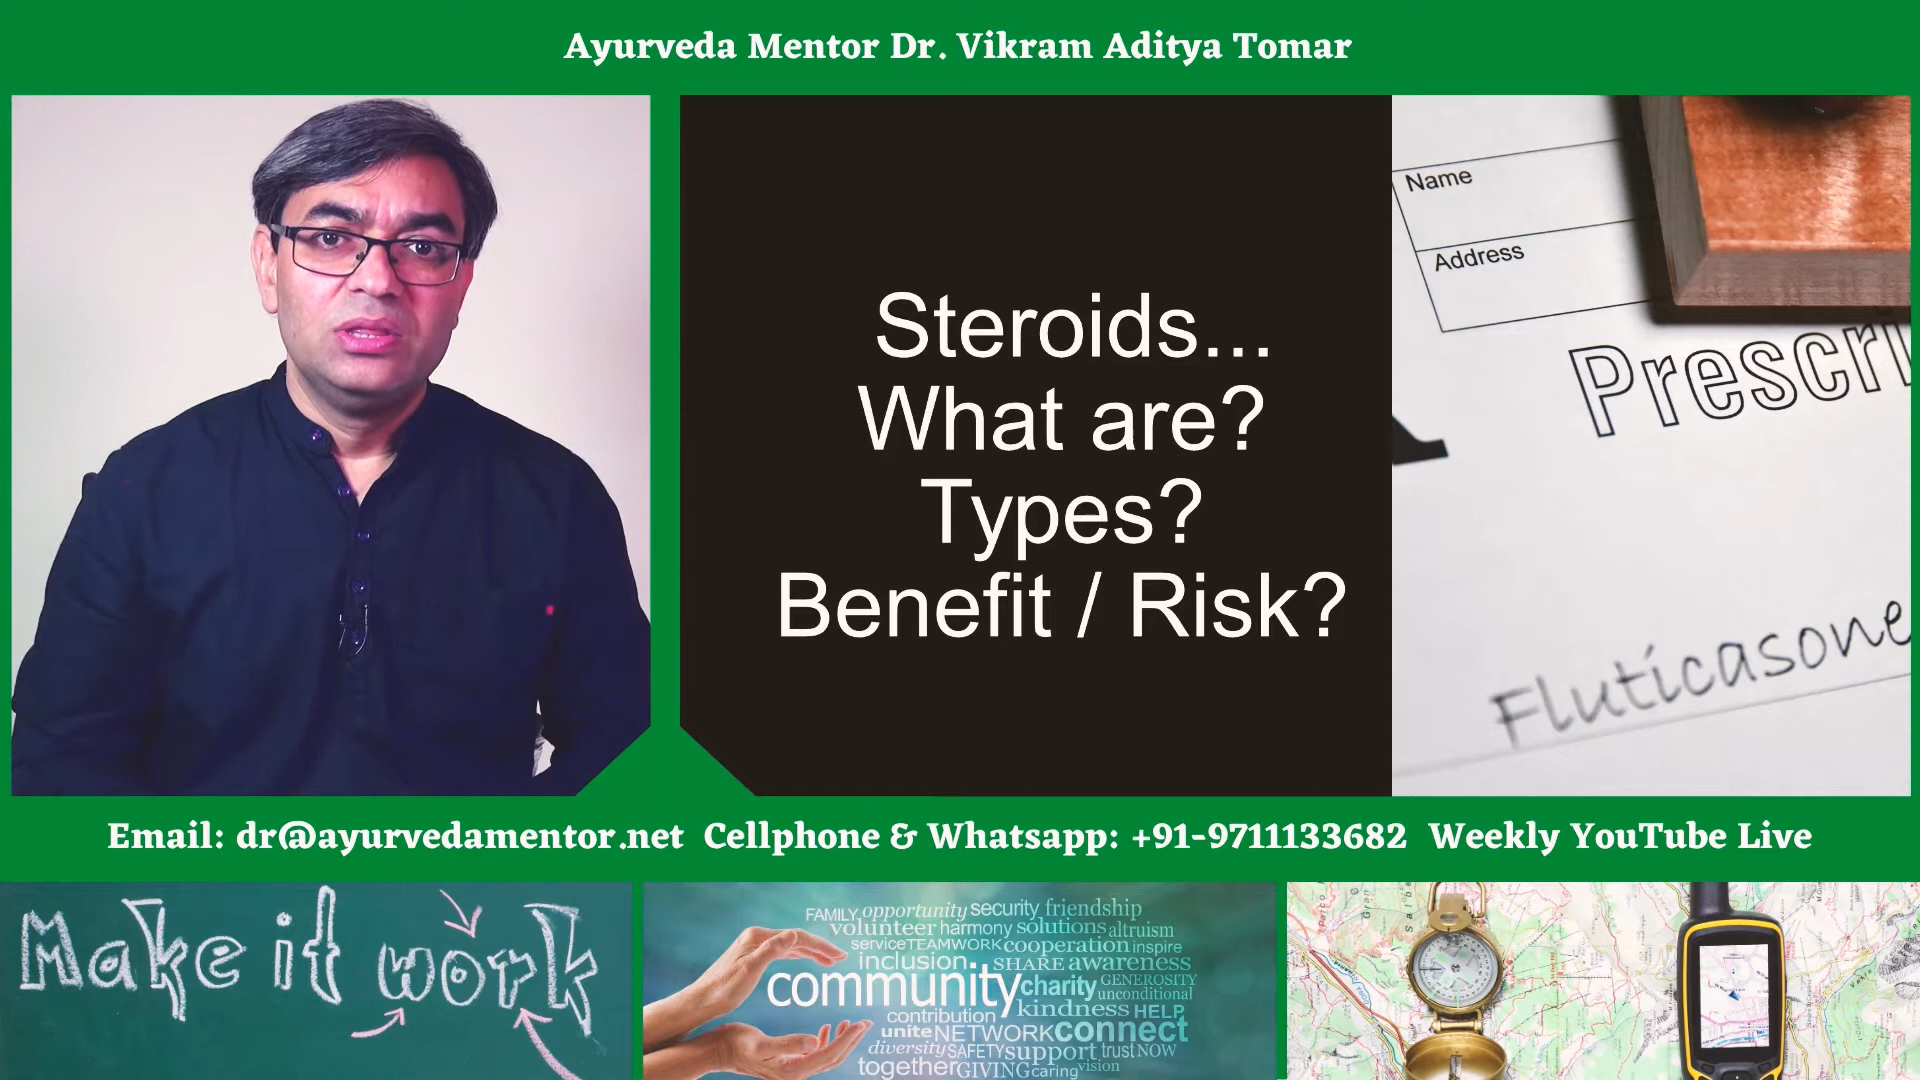 Ayurveda Mentor Dr. Vikram Aditya Tomar
Steroids...
What are?
Types?
Benefit / Risk?
Name
Address
Prescri
Fluticasone
Email: dr@ayurvedamentor.net Cellphone & Whatsapp: +91-9711133682 Weekly YouTube Live
Make it work
FAMILY opportunity security friendship
volunteer harmony solutions altruism
service TEAMWORK cooperation inspire
inclusion SHARE awareness
community charity GENEROSITY
unconditional
contribution kindness HELP
unite NETWORK connect
diversity SAFETY support trust NOW
together GIVING caring vision